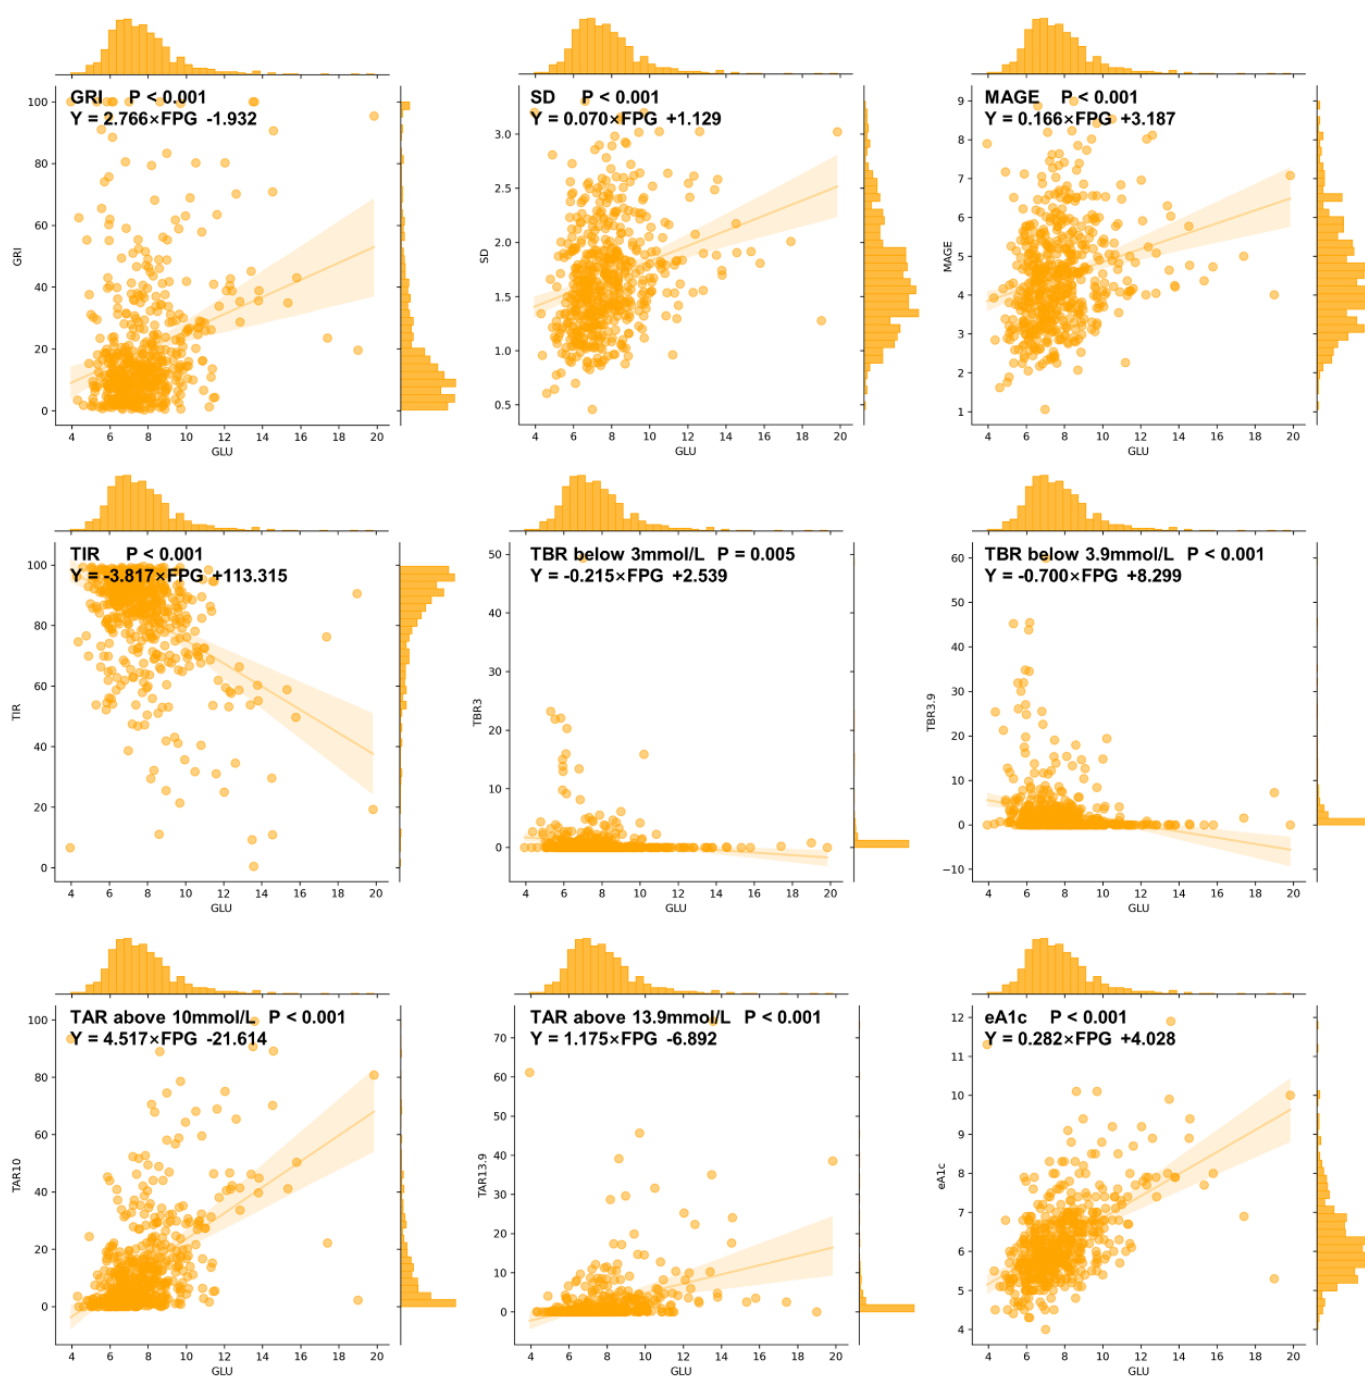 GRI P < 0.001
Y = 2.766×FPG -1.932
100
80
60
40
20
0
GRI
4 6 8 10 12 14 16 18 20
GLU
SD P < 0.001
Y = 0.070×FPG +1.129
3.0
2.5
2.0
1.5
1.0
0.5
SD
4 6 8 10 12 14 16 18 20
GLU
MAGE P < 0.001
Y = 0.166×FPG +3.187
9
8
7
6
5
4
3
2
1
MAGE
4 6 8 10 12 14 16 18 20
GLU
TIR P < 0.001
Y = -3.817×FPG +113.315
100
80
60
40
20
0
TIR
4 6 8 10 12 14 16 18 20
GLU
TBR below 3mmol/L P = 0.005
Y = -0.215×FPG +2.539
50
40
30
20
10
0
TBR3
4 6 8 10 12 14 16 18 20
GLU
TBR below 3.9mmol/L P < 0.001
Y = -0.700×FPG +8.299
60
50
40
30
20
10
0
−10
TBR3.9
4 6 8 10 12 14 16 18 20
GLU
TAR above 10mmol/L P < 0.001
Y = 4.517×FPG -21.614
100
80
60
40
20
0
TAR10
4 6 8 10 12 14 16 18 20
GLU
TAR above 13.9mmol/L P < 0.001
Y = 1.175×FPG -6.892
70
60
50
40
30
20
10
0
TAR13.9
4 6 8 10 12 14 16 18 20
GLU
eA1c P < 0.001
Y = 0.282×FPG +4.028
12
11
10
9
8
7
6
5
4
eA1c
4 6 8 10 12 14 16 18 20
GLU